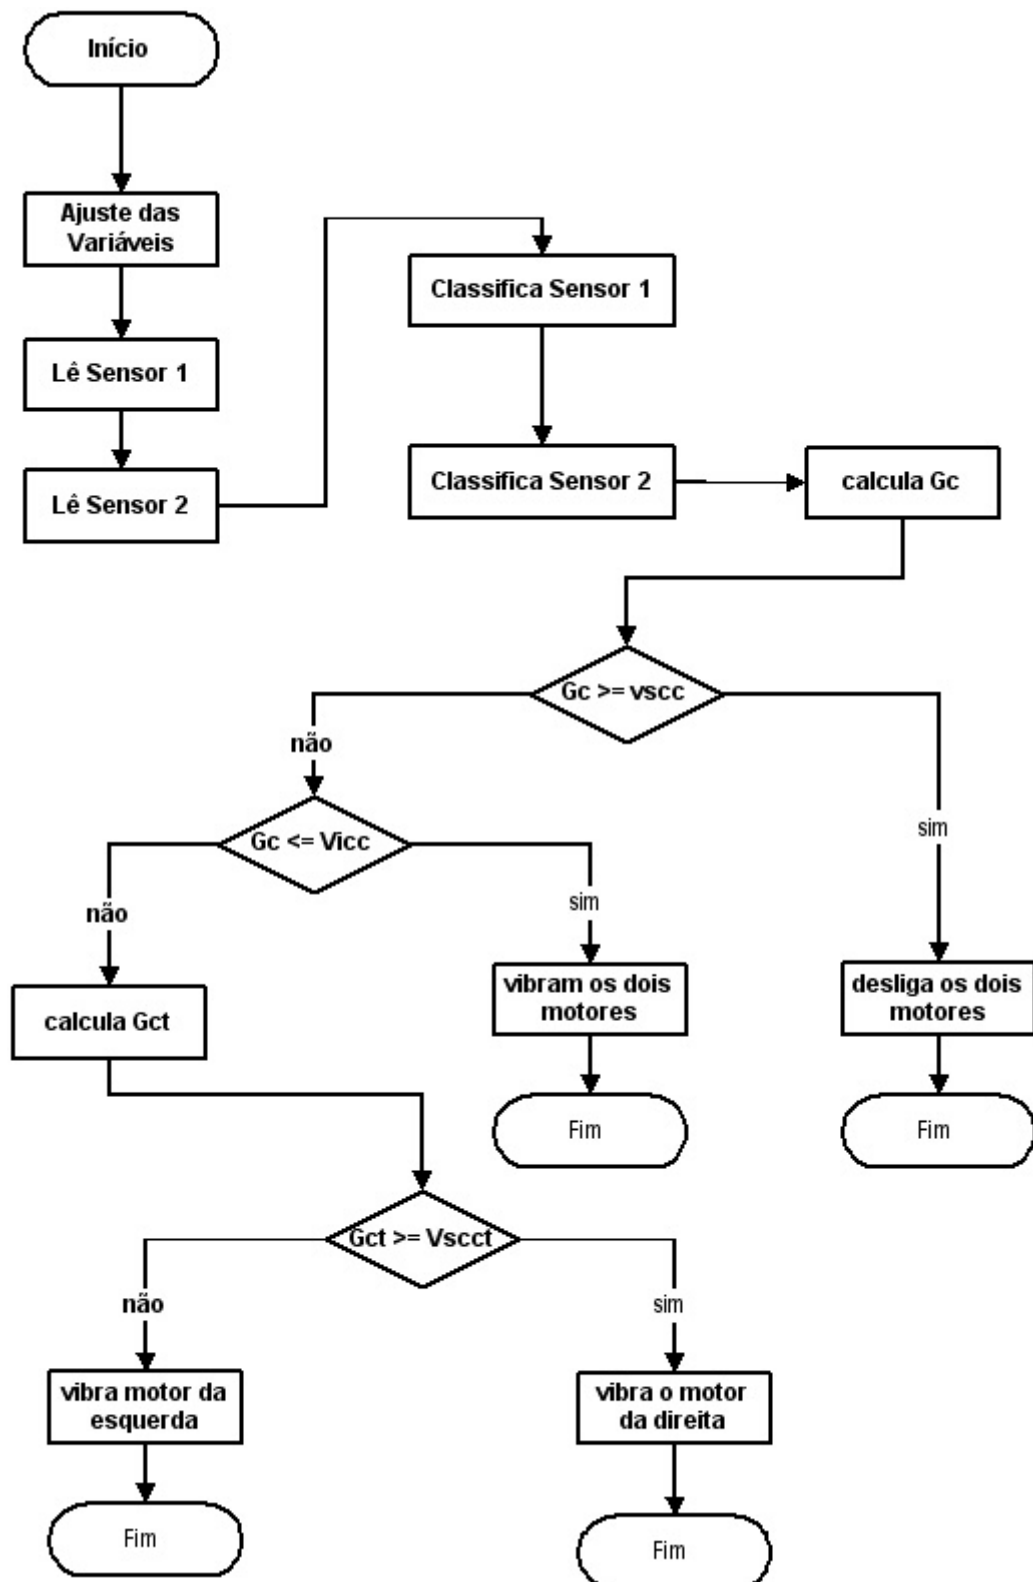 Início
Ajuste das
Variáveis
Lê Sensor 1
Lê Sensor 2
Classifica Sensor 1
Classifica Sensor 2
calcula Gc
Gc >= vscc
não
sim
Gc <= Vicc
não
sim
calcula Gct
vibram os dois
motores
desliga os dois
motores
Fim
Fim
Gct >= Vscct
não
sim
vibra motor da
esquerda
vibra o motor
da direita
Fim
Fim